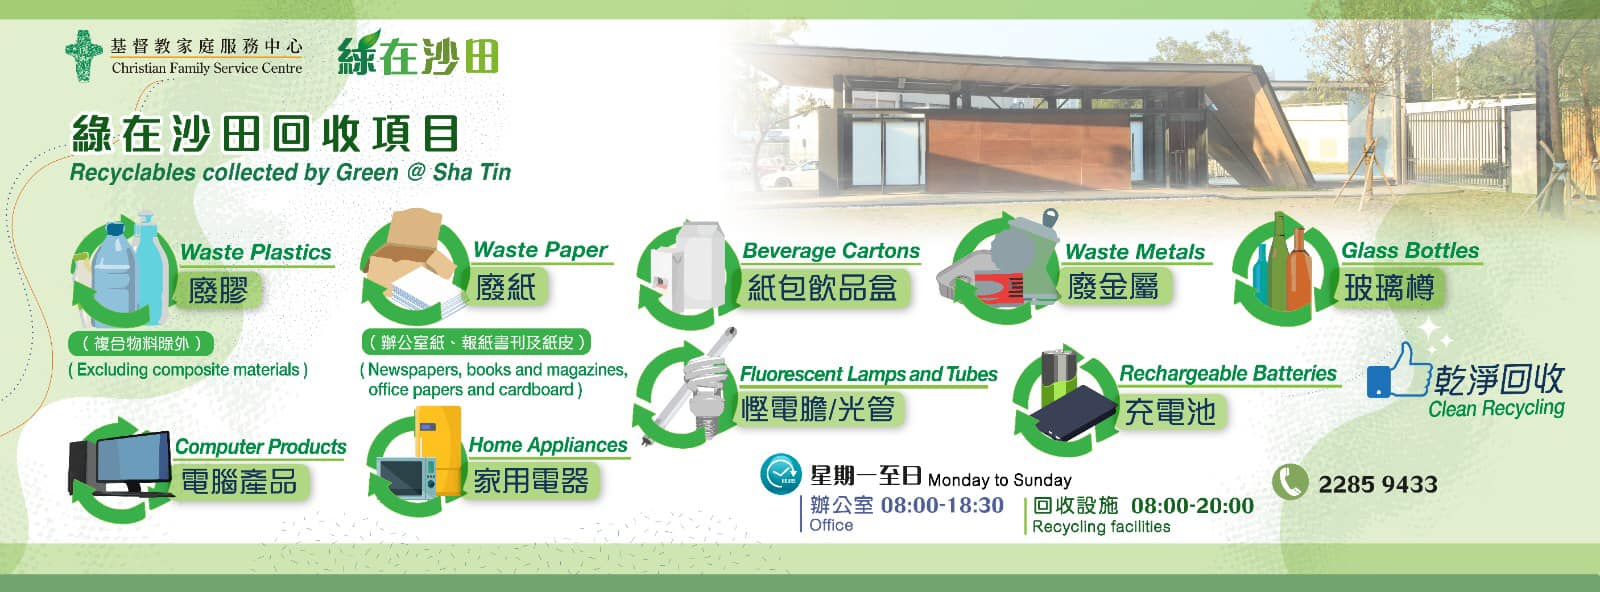 基督教家庭服務中心
Christian Family Service Centre
綠在沙田
綠在沙田回收項目
Recyclables collected by Green @ Sha Tin
Waste Plastics
廢膠
（複合物料除外）
( Excluding composite materials )
Waste Paper
廢紙
（辦公室紙、報紙書刊及紙皮）
( Newspapers, books and magazines,
office papers and cardboard )
Beverage Cartons
紙包飲品盒
Waste Metals
廢金屬
Glass Bottles
玻璃樽
Fluorescent Lamps and Tubes
慳電膽/光管
Rechargeable Batteries
充電池
乾淨回收
Clean Recycling
Computer Products
電腦產品
Home Appliances
家用電器
星期一至日 Monday to Sunday
辦公室 08:00-18:30
Office
回收設施 08:00-20:00
Recycling facilities
2285 9433